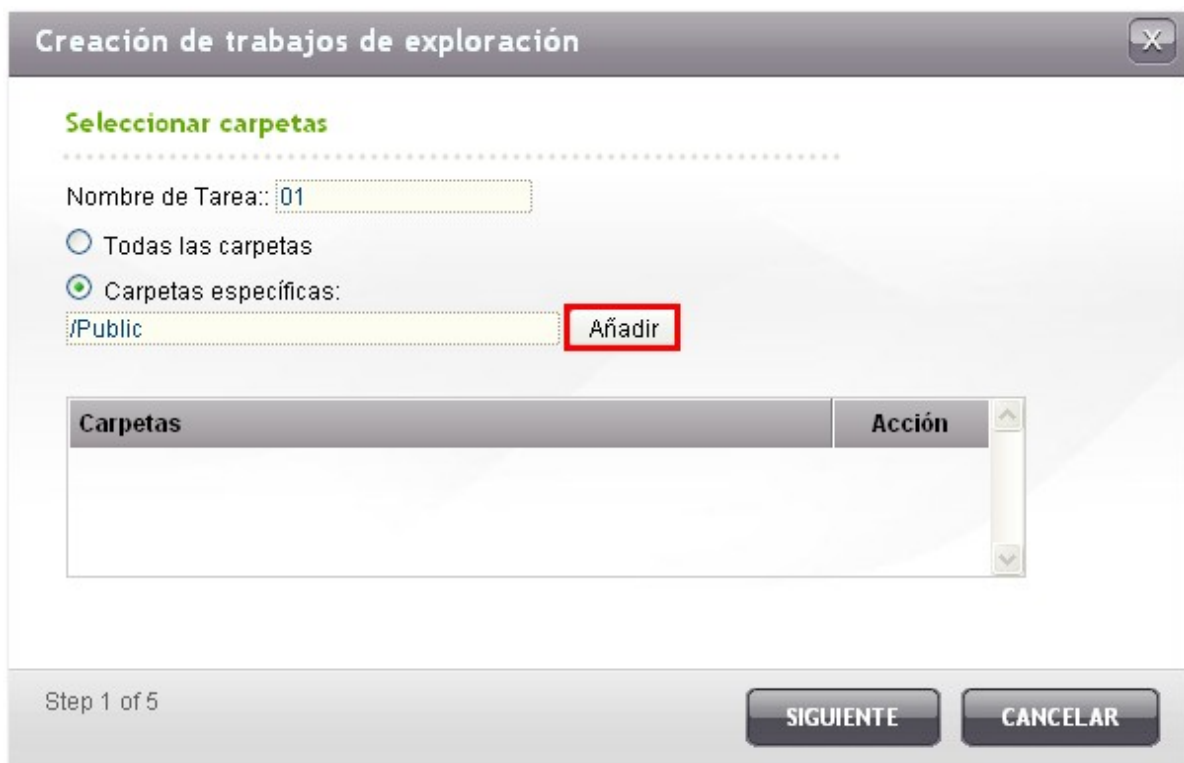 Creación de trabajos de exploración
X
Seleccionar carpetas
Nombre de Tarea:: 01
Todas las carpetas
Carpetas específicas:
/Public Añadir
Carpetas Acción
Step 1 of 5 SIGUIENTE CANCELAR